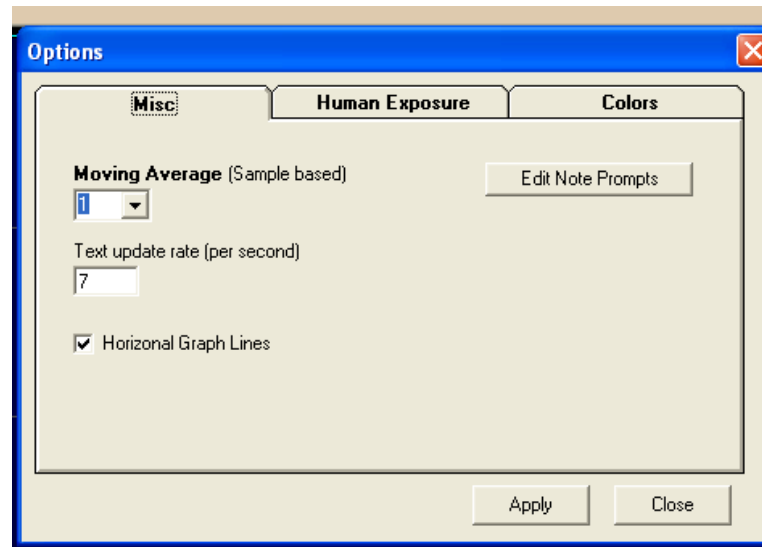 Options
Misc Human Exposure Colors
Moving Average (Sample based) Edit Note Prompts
1
Text update rate (per second)
7
Horizonal Graph Lines
Apply Close